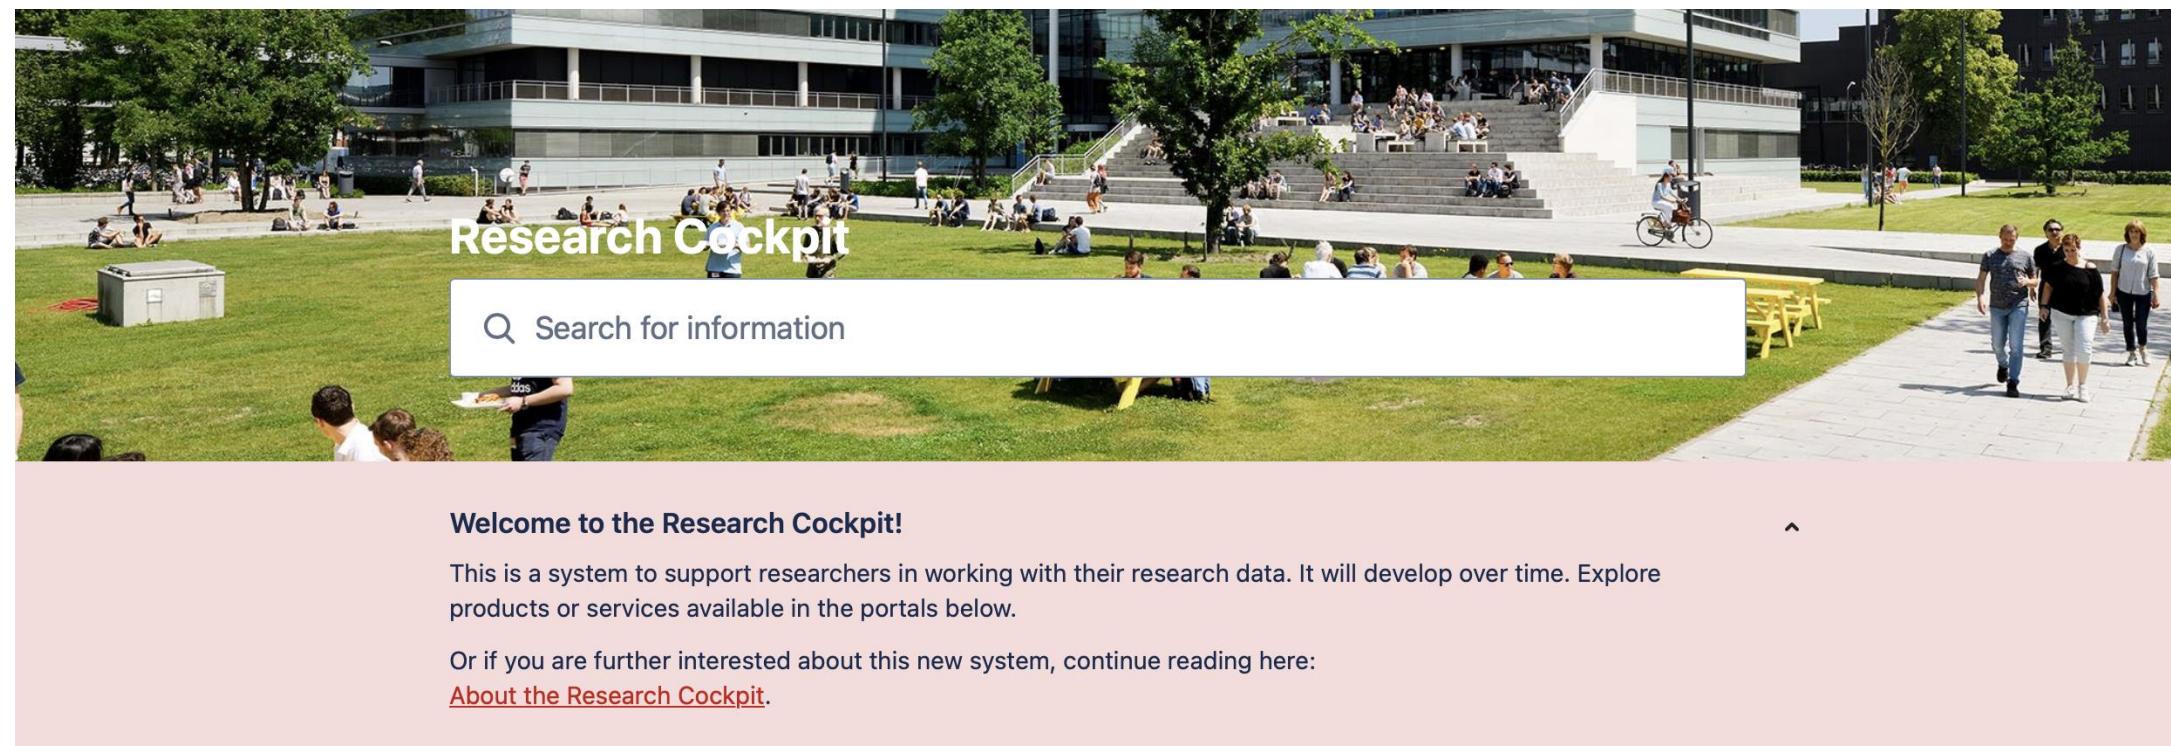 Research Cockpit
Search for information
adidas
Welcome to the Research Cockpit!
This is a system to support researchers in working with their research data. It will develop over time. Explore
products or services available in the portals below.
Or if you are further interested about this new system, continue reading here:
About the Research Cockpit.